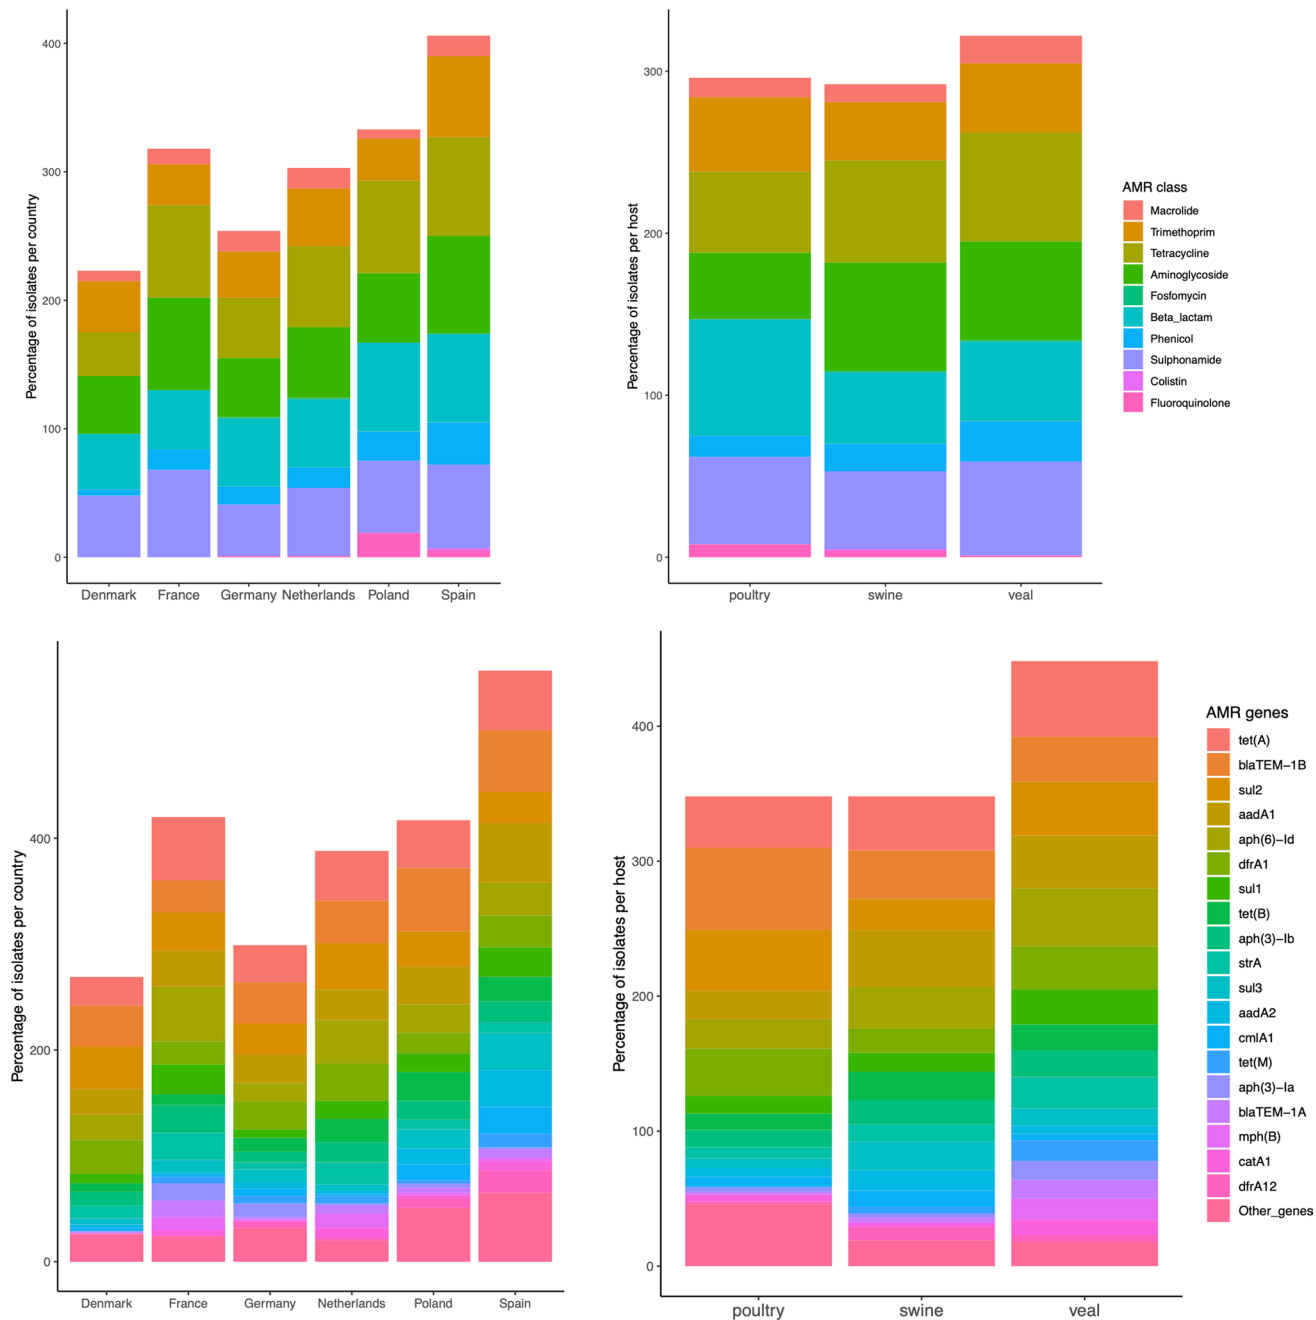 Percentage of isolates per country
400
300
200
100
0
Denmark France Germany Netherlands Poland Spain
Percentage of isolates per host
300
200
100
0
poultry swine veal
AMR class
Macrolide
Trimethoprim
Tetracycline
Aminoglycoside
Fosfomycin
Beta_lactam
Phenicol
Sulphonamide
Colistin
Fluoroquinolone
Percentage of isolates per country
400
200
0
Denmark France Germany Netherlands Poland Spain
Percentage of isolates per host
400
300
200
100
0
poultry swine veal
AMR genes
tet(A)
blaTEM−1B
sul2
aadA1
aph(6)−Id
dfrA1
sul1
tet(B)
aph(3)−Ib
strA
sul3
aadA2
cmlA1
tet(M)
aph(3)−Ia
blaTEM−1A
mph(B)
catA1
dfrA12
Other_genes